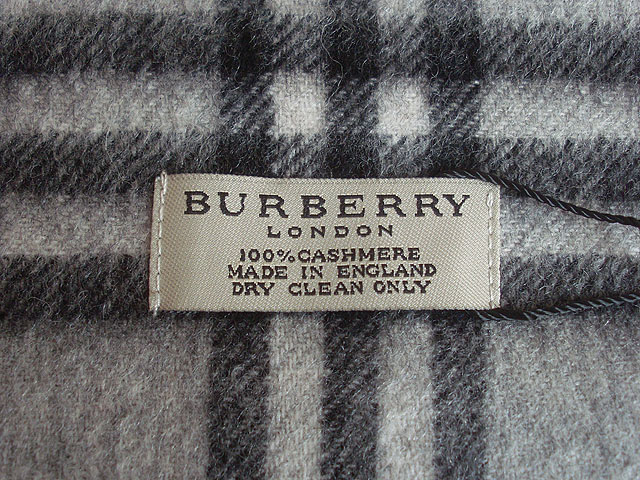 BURBERRY
LONDON
100% CASHMERE
MADE IN ENGLAND
DRY CLEAN ONLY